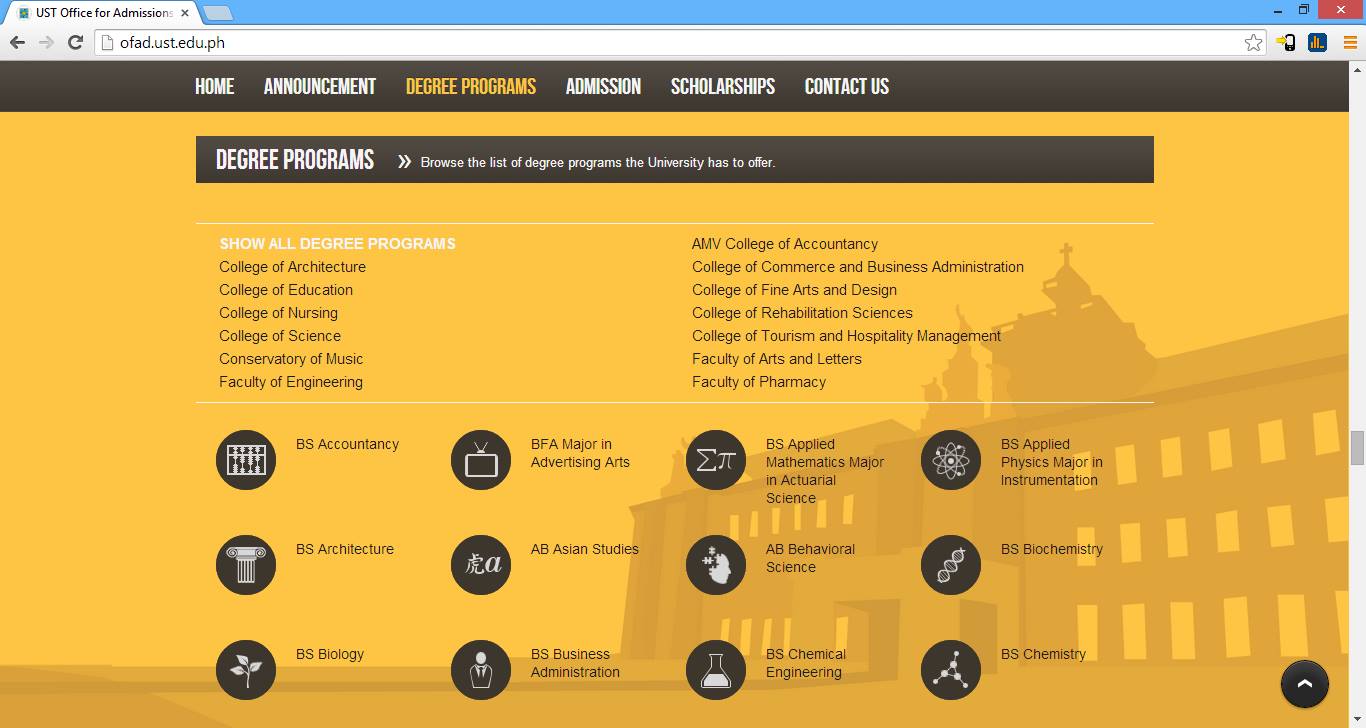 UST Office for Admissions
ofad.ust.edu.ph
HOME ANNOUNCEMENT DEGREE PROGRAMS ADMISSION SCHOLARSHIPS CONTACT US
DEGREE PROGRAMS » Browse the list of degree programs the University has to offer.
SHOW ALL DEGREE PROGRAMS
College of Architecture
College of Education
College of Nursing
College of Science
Conservatory of Music
Faculty of Engineering
AMV College of Accountancy
College of Commerce and Business Administration
College of Fine Arts and Design
College of Rehabilitation Sciences
College of Tourism and Hospitality Management
Faculty of Arts and Letters
Faculty of Pharmacy
BS Accountancy
BFA Major in
Advertising Arts
Σπ
BS Applied
Mathematics Major
in Actuarial
Science
BS Applied
Physics Major in
Instrumentation
BS Architecture
虎a
AB Asian Studies
AB Behavioral
Science
BS Biochemistry
BS Biology
BS Business
Administration
BS Chemical
Engineering
BS Chemistry